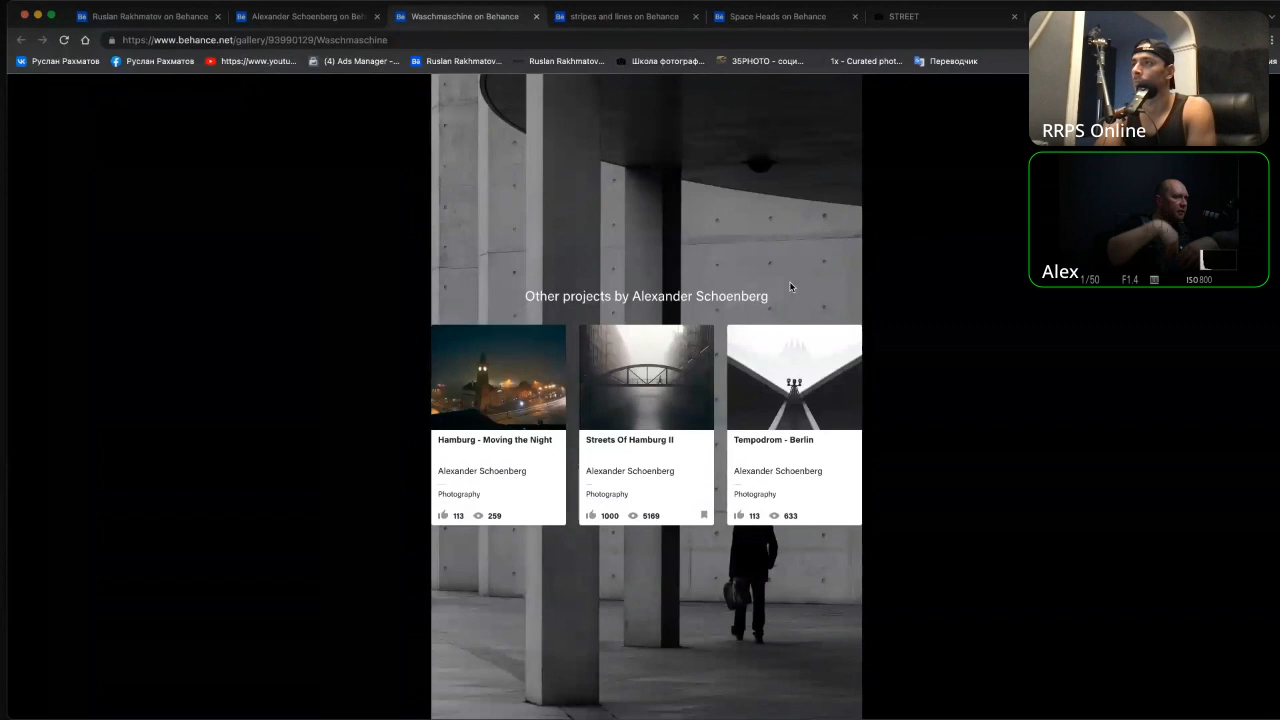 Ruslan Rakhmatov on Behance
Alexander Schoenberg on Beh
Waschmaschine on Behance
stripes and lines on Behance
Space Heads on Behance
STREET
https://www.behance.net/gallery/93990129/Waschmaschine
Руслан Рахматов
Руслан Рахматов
https://www.youtu...
(4) Ads Manager -...
Ruslan Rakhmatov...
Ruslan Rakhmatov...
Школа фотограф...
35PHOTO - соци...
1x - Curated phot...
Переводчик
RRPS Online
Alex
1/50 F1.4 ISO 800
Other projects by Alexander Schoenberg
Hamburg - Moving the Night
Alexander Schoenberg
Photography
113 259
Streets Of Hamburg II
Alexander Schoenberg
Photography
1000 5169
Tempodrom - Berlin
Alexander Schoenberg
Photography
113 633